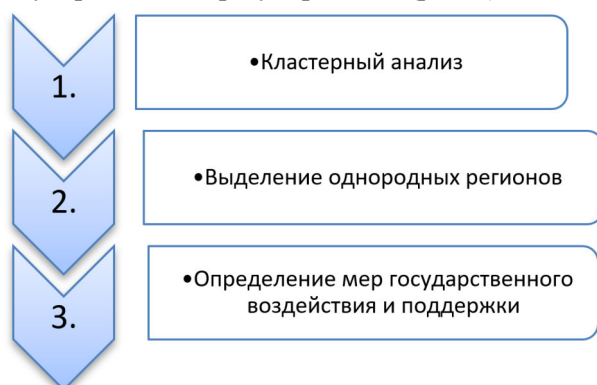 1.
•Кластерный анализ
2.
•Выделение однородных регионов
3.
•Определение мер государственного
воздействия и поддержки